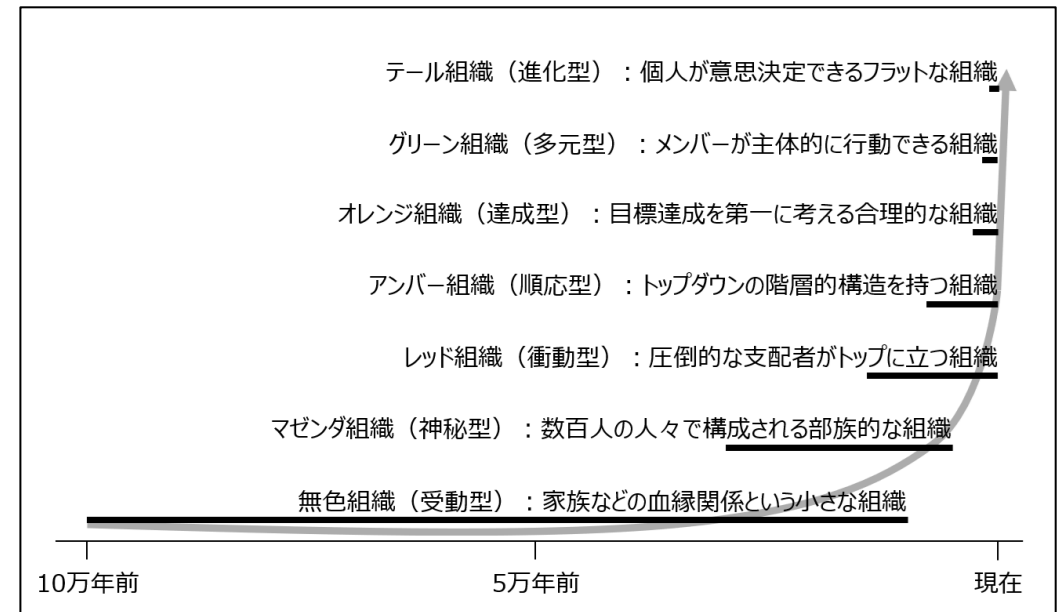 テール組織（進化型）：個人が意思決定できるフラットな組織
グリーン組織（多元型）：メンバーが主体的に行動できる組織
オレンジ組織（達成型）：目標達成を第一に考える合理的な組織
アンバー組織（順応型）：トップダウンの階層的構造を持つ組織
レッド組織（衝動型）：圧倒的な支配者がトップに立つ組織
マゼンダ組織（神秘型）：数百人の人々で構成される部族的な組織
無色組織（受動型）：家族などの血縁関係という小さな組織
10万年前
5万年前
現在